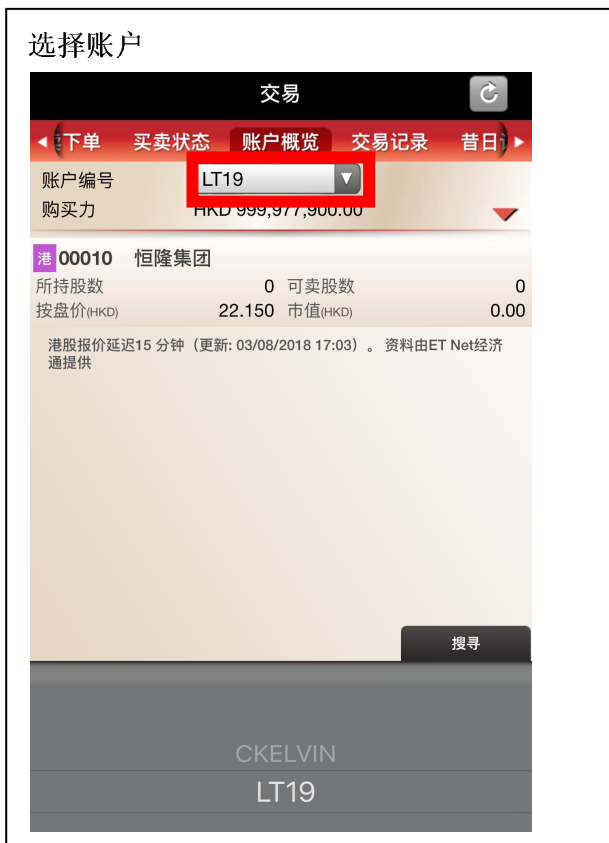 选择账户
交易
下单 买卖状态 账户概览 交易记录 昔日
账户编号 LT19
购买力 HKD 999,977,900.00
港 00010 恒隆集团
所持股数 0 可卖股数 0
按盘价(HKD) 22.150 市值(HKD) 0.00
港股报价延迟15 分钟（更新: 03/08/2018 17:03）。 资料由ET Net经济
通提供
搜寻
CKELVIN
LT19